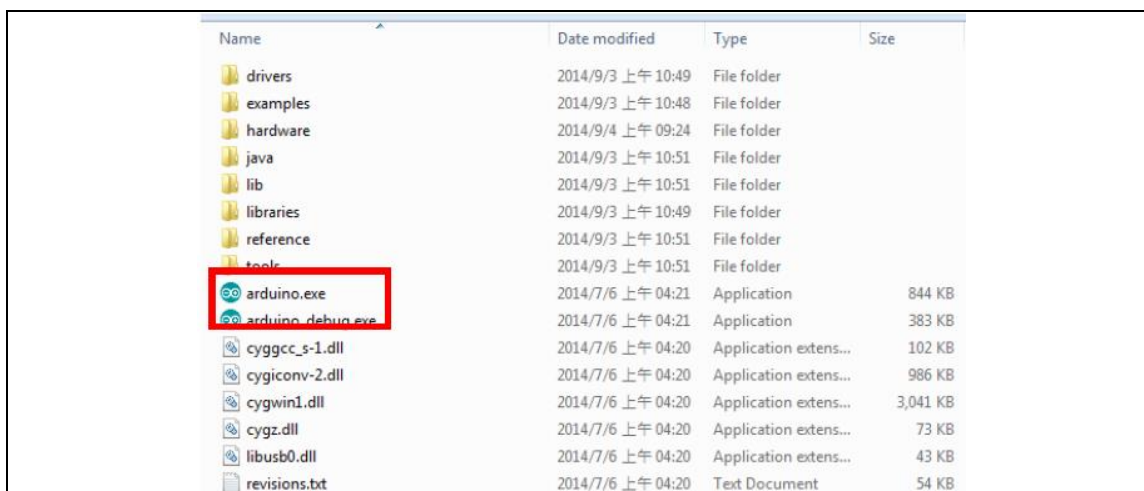 Name Date modified Type Size
drivers 2014/9/3 上午 10:49 File folder
examples 2014/9/3 上午 10:48 File folder
hardware 2014/9/4 上午 09:24 File folder
java 2014/9/3 上午 10:51 File folder
lib 2014/9/3 上午 10:51 File folder
libraries 2014/9/3 上午 10:49 File folder
reference 2014/9/3 上午 10:51 File folder
tools 2014/9/3 上午 10:51 File folder
arduino.exe 2014/7/6 上午 04:21 Application 844 KB
arduino_debug.exe 2014/7/6 上午 04:21 Application 383 KB
cyggcc_s-1.dll 2014/7/6 上午 04:20 Application extens... 102 KB
cygiconv-2.dll 2014/7/6 上午 04:20 Application extens... 986 KB
cygwin1.dll 2014/7/6 上午 04:20 Application extens... 3,041 KB
cygz.dll 2014/7/6 上午 04:20 Application extens... 73 KB
libusb0.dll 2014/7/6 上午 04:20 Application extens... 43 KB
revisions.txt 2014/7/6 上午 04:20 Text Document 54 KB